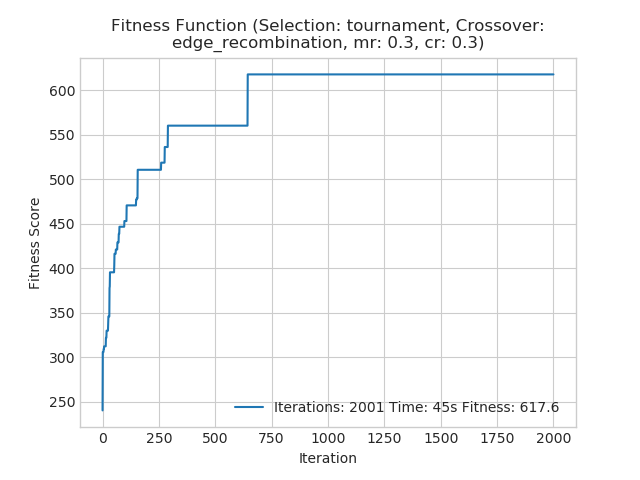 Fitness Function (Selection: tournament, Crossover:
edge_recombination, mr: 0.3, cr: 0.3)
Fitness Score
600
550
500
450
400
350
300
250
Iterations: 2001 Time: 45s Fitness: 617.6
0 250 500 750 1000 1250 1500 1750 2000
Iteration